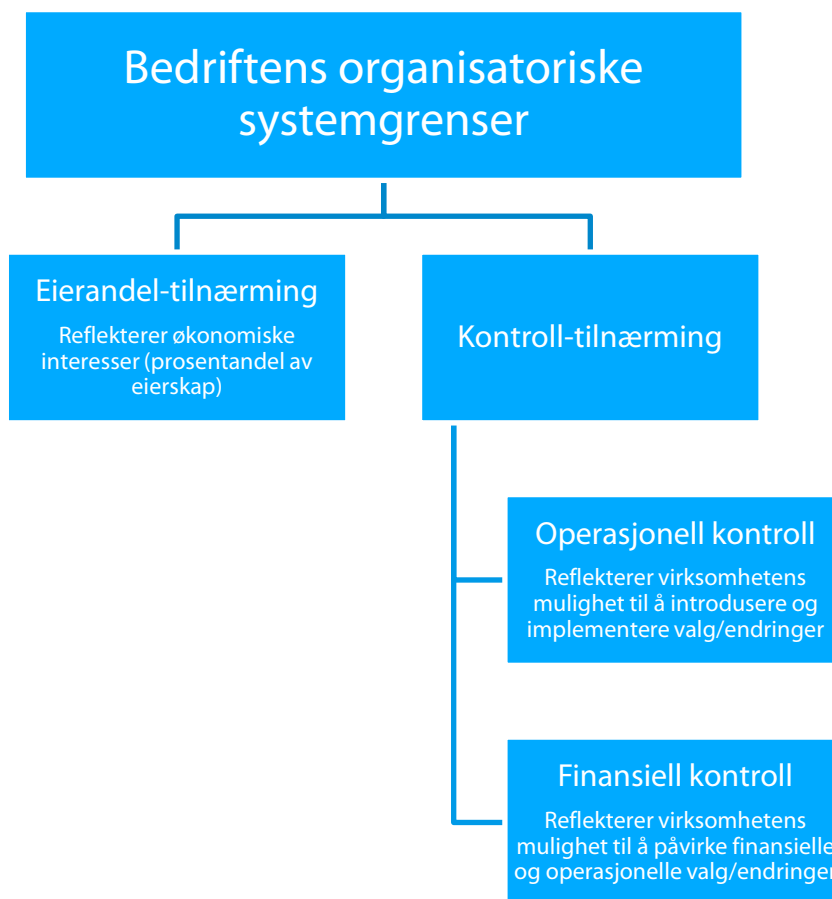 Bedriftens organisatoriske
systemgrenser
Eierandel-tilnærming
Reflekterer økonomiske
interesser (prosentandel av
eierskap)
Kontroll-tilnærming
Operasjonell kontroll
Reflekterer virksomhetens
mulighet til å introdusere og
implementere valg/endringer
Finansiell kontroll
Reflekterer virksomhetens
mulighet til å påvirke finansielle
og operasjonelle valg/endringer